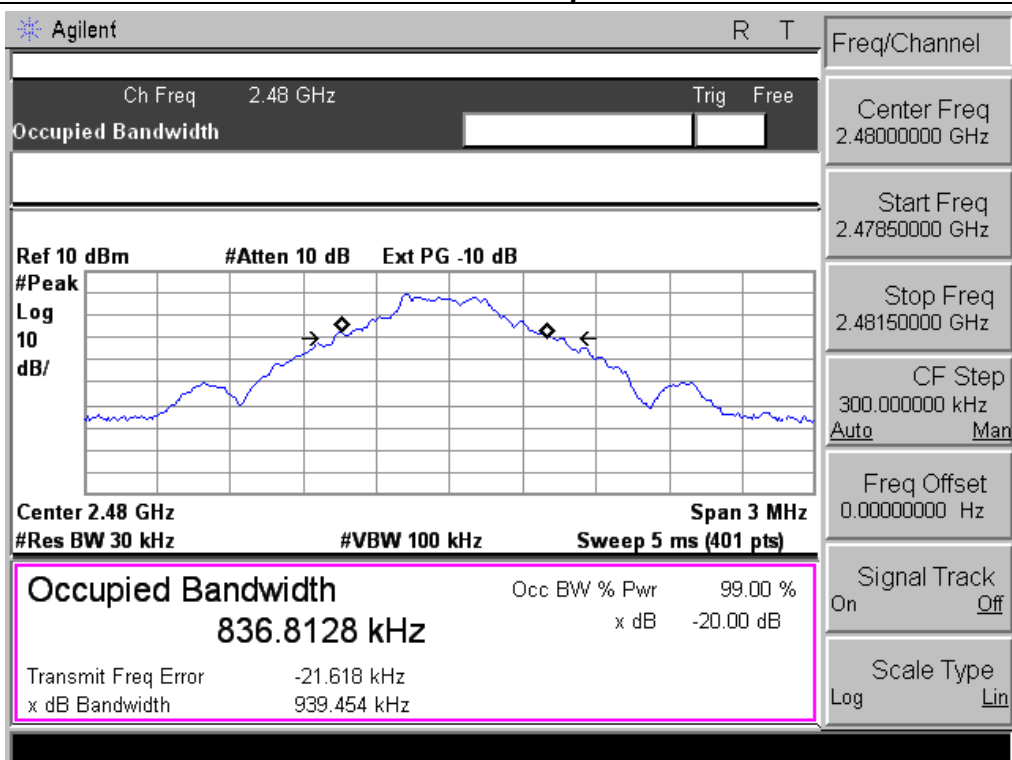 Agilent R T
Ch Freq 2.48 GHz Trig Free
Occupied Bandwidth
Ref 10 dBm #Atten 10 dB Ext PG -10 dB
#Peak
Log
10
dB/
Center 2.48 GHz Span 3 MHz
#Res BW 30 kHz #VBW 100 kHz Sweep 5 ms (401 pts)
Occupied Bandwidth
836.8128 kHz
Occ BW % Pwr 99.00 %
x dB -20.00 dB
Transmit Freq Error -21.618 kHz
x dB Bandwidth 939.454 kHz
Freq/Channel
Center Freq
2.48000000 GHz
Start Freq
2.47850000 GHz
Stop Freq
2.48150000 GHz
CF Step
300.000000 kHz
Auto Man
Freq Offset
0.00000000 Hz
Signal Track
On Off
Scale Type
Log Lin